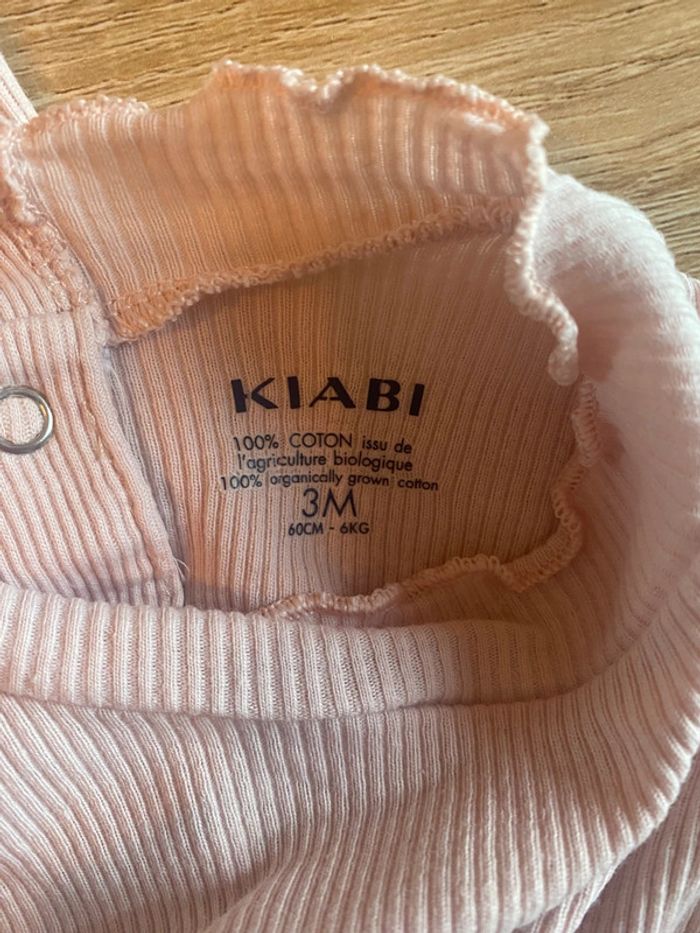 KIABI
100% COTON issu de
l'agriculture biologique
100% organically grown cotton
3M
60CM - 6KG